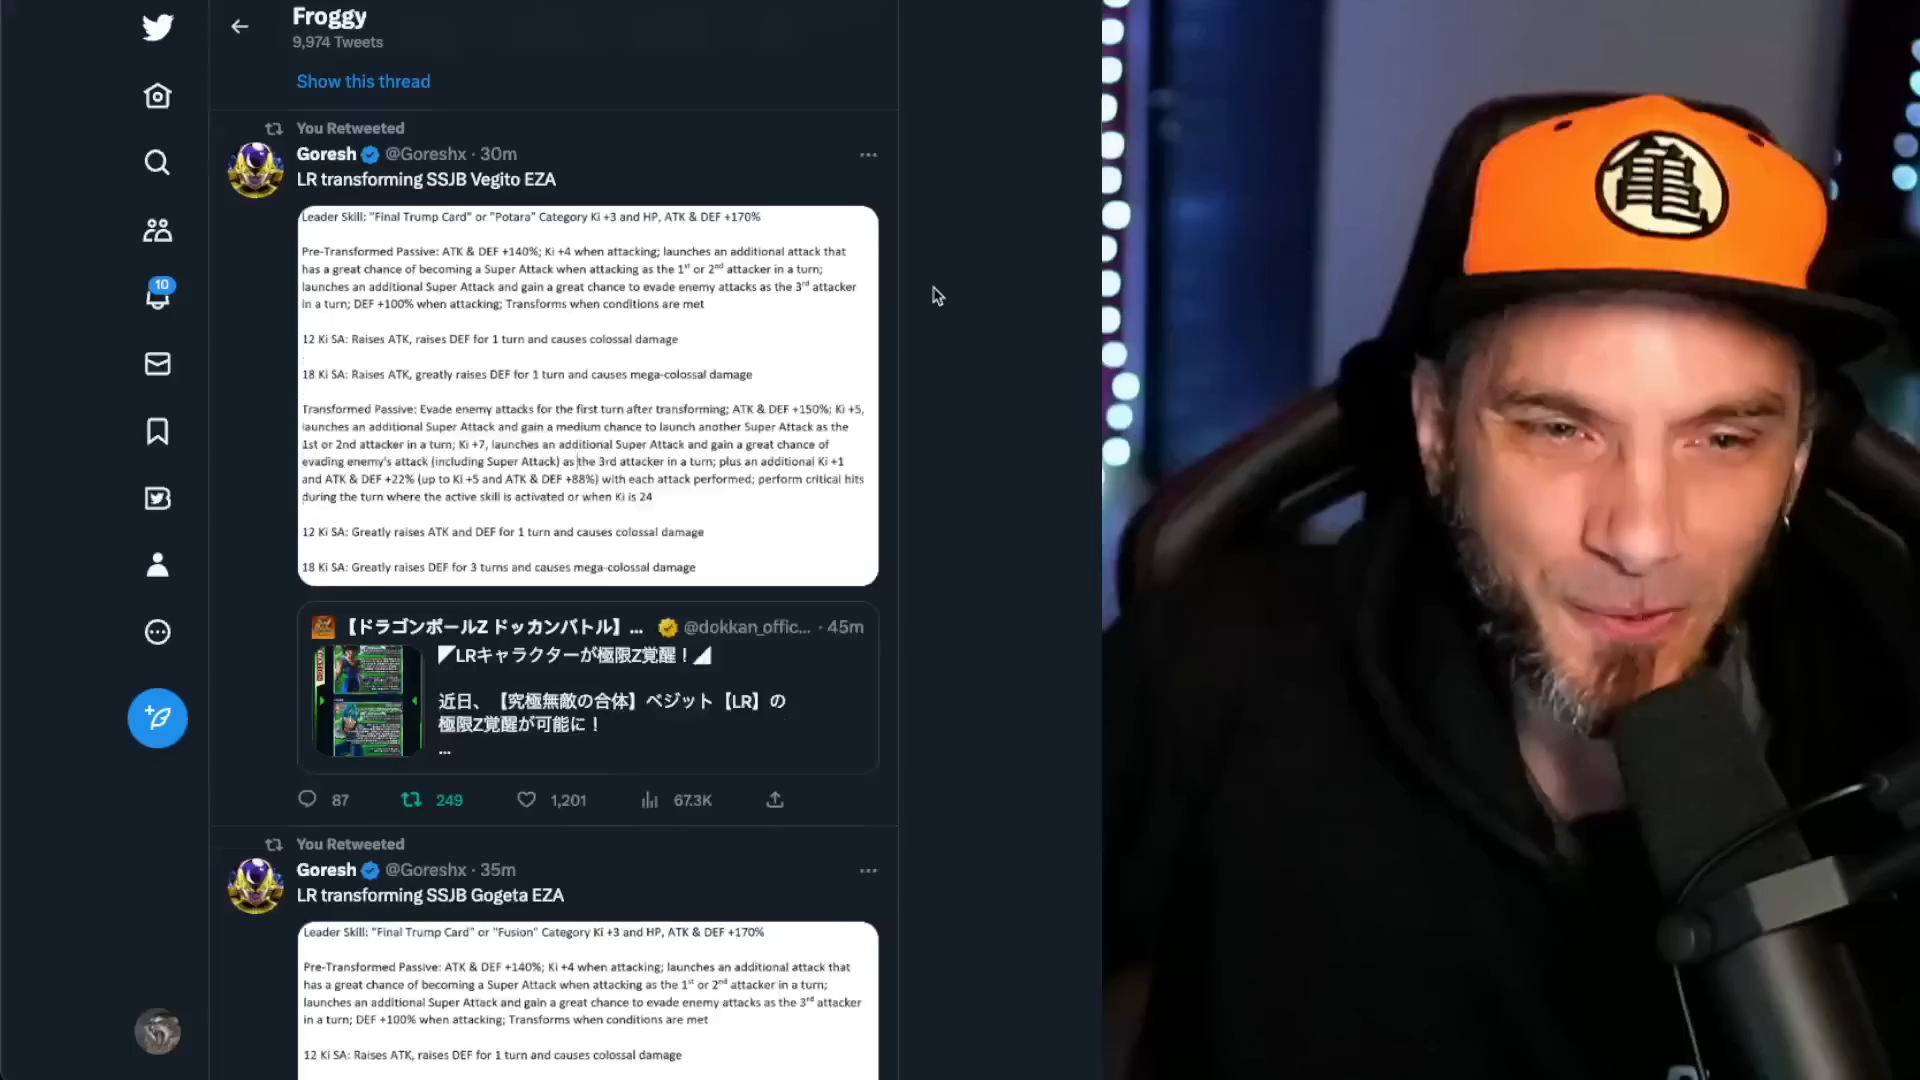 Froggy
9,974 Tweets
Show this thread
You Retweeted
Goresh @Goreshx · 30m
LR transforming SSJB Vegito EZA
Leader Skill: "Final Trump Card" or "Potara" Category Ki +3 and HP, ATK & DEF +170%
Pre-Transformed Passive: ATK & DEF +140%; Ki +4 when attacking; launches an additional attack that
has a great chance of becoming a Super Attack when attacking as the 1st or 2nd attacker in a turn;
launches an additional Super Attack and gain a great chance to evade enemy attacks as the 3rd attacker
in a turn; DEF +100% when attacking; Transforms when conditions are met
12 Ki SA: Raises ATK, raises DEF for 1 turn and causes colossal damage
18 Ki SA: Raises ATK, greatly raises DEF for 1 turn and causes mega-colossal damage
Transformed Passive: Evade enemy attacks for the first turn after transforming; ATK & DEF +150%; Ki +5,
launches an additional Super Attack and gain a medium chance to launch another Super Attack as the
1st or 2nd attacker in a turn; Ki +7, launches an additional Super Attack and gain a great chance of
evading enemy's attack (including Super Attack) as the 3rd attacker in a turn; plus an additional Ki +1
and ATK & DEF +22% (up to Ki +5 and ATK & DEF +88%) with each attack performed; perform critical hits
during the turn where the active skill is activated or when Ki is 24
12 Ki SA: Greatly raises ATK and DEF for 1 turn and causes colossal damage
18 Ki SA: Greatly raises DEF for 3 turns and causes mega-colossal damage
【ドラゴンボールZ ドッカンバトル】... @dokkan_offic... · 45m
◤LRキャラクターが極限Z覚醒！◢
近日、【究極無敵の合体】ベジット【LR】の
極限Z覚醒が可能に！
...
87 249 1,201 67.3K
You Retweeted
Goresh @Goreshx · 35m
LR transforming SSJB Gogeta EZA
Leader Skill: "Final Trump Card" or "Fusion" Category Ki +3 and HP, ATK & DEF +170%
Pre-Transformed Passive: ATK & DEF +140%; Ki +4 when attacking; launches an additional attack that
has a great chance of becoming a Super Attack when attacking as the 1st or 2nd attacker in a turn;
launches an additional Super Attack and gain a great chance to evade enemy attacks as the 3rd attacker
in a turn; DEF +100% when attacking; Transforms when conditions are met
12 Ki SA: Raises ATK, raises DEF for 1 turn and causes colossal damage
10
亀